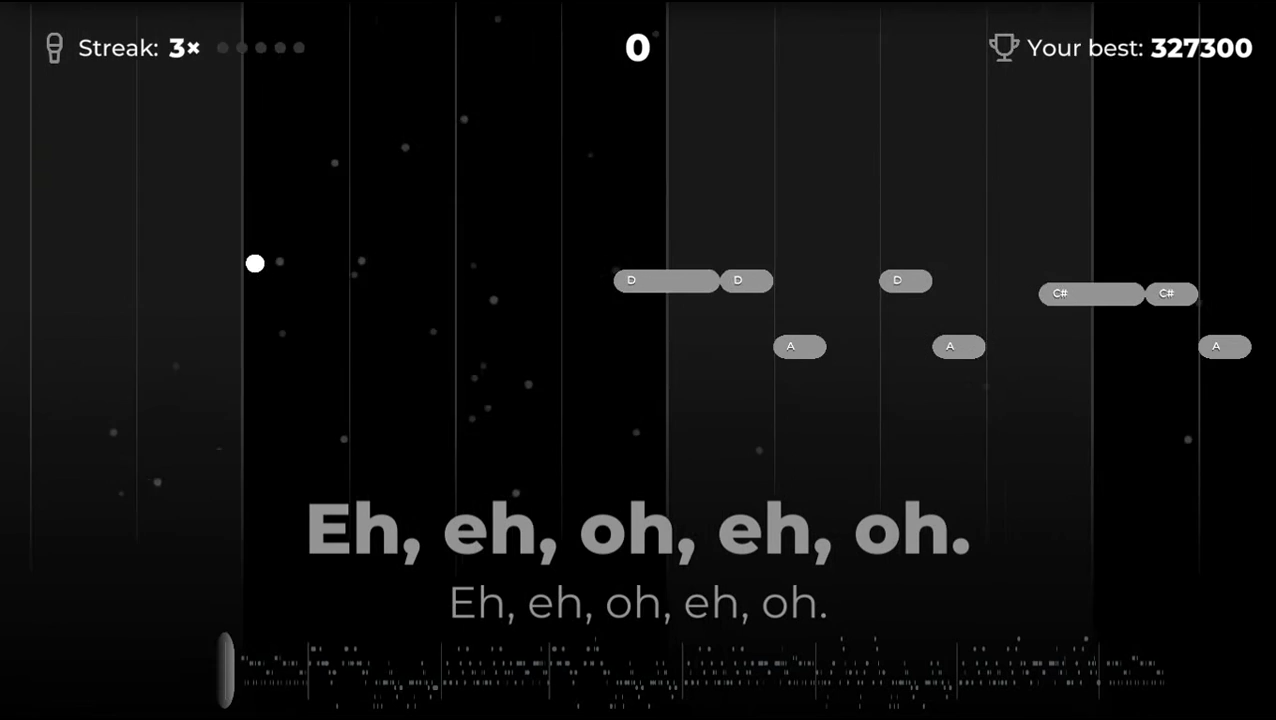 Streak: 3×
0
Your best: 327300
D D D
C# C#
A A A
Eh, eh, oh, eh, oh.
Eh, eh, oh, eh, oh.